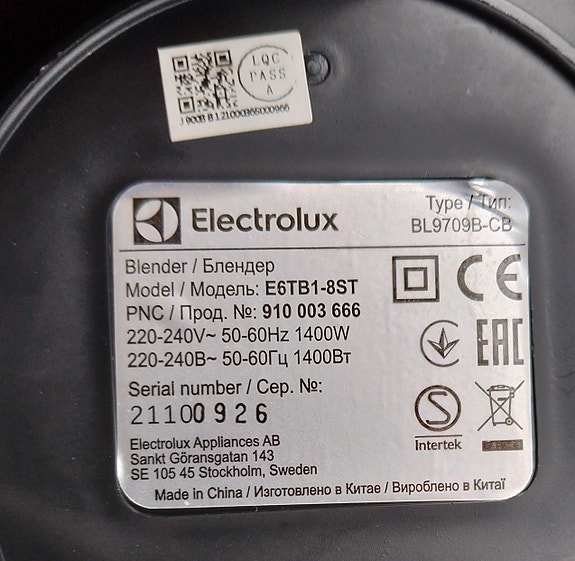 LQC
PASS
A
Electrolux
Type / Тип:
BL9709B-CB
Blender / Блендер
Model / Модель: E6TB1-8ST
PNC / Прод. №: 910 003 666
220-240V~ 50-60Hz 1400W
220-240В~ 50-60Гц 1400Вт
Serial number / Сер. №:
21100926
CE
EAC
S
Intertek
Electrolux Appliances AB
Sankt Göransgatan 143
SE 105 45 Stockholm, Sweden
Made in China / Изготовлено в Китае / Вироблено в Китаї